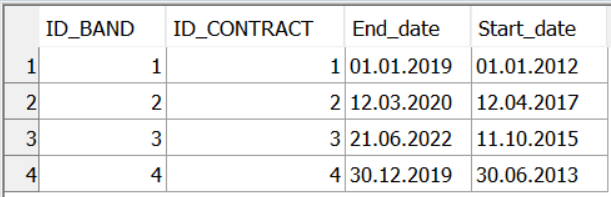 ID_BAND ID_CONTRACT End_date Start_date
1 1 1 01.01.2019 01.01.2012
2 2 2 12.03.2020 12.04.2017
3 3 3 21.06.2022 11.10.2015
4 4 4 30.12.2019 30.06.2013